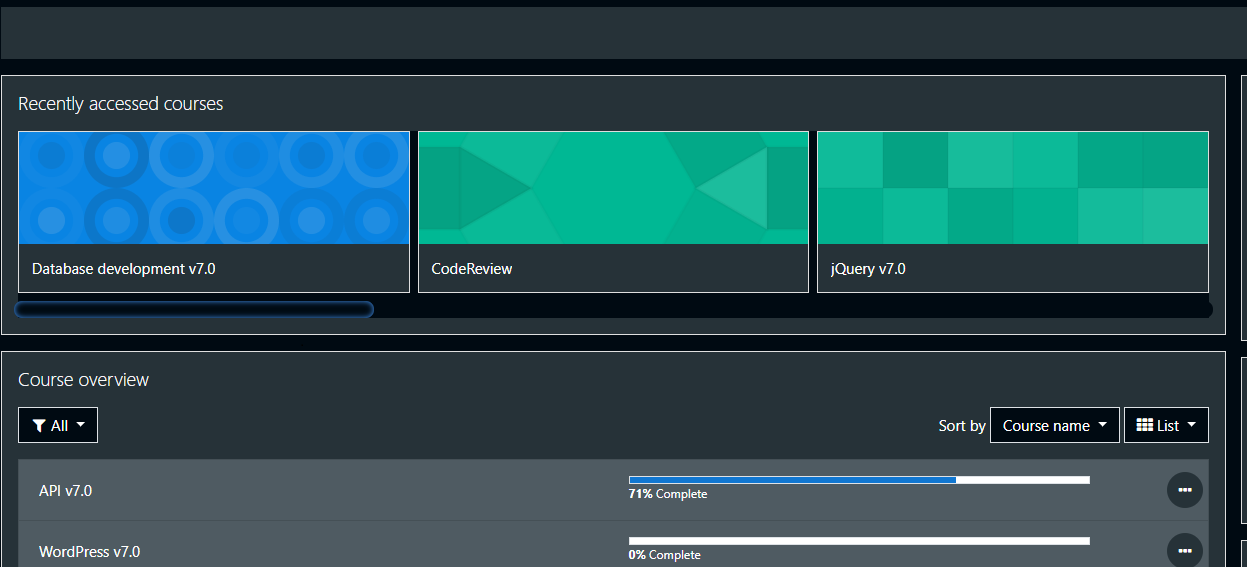 Recently accessed courses
Database development v7.0
CodeReview
jQuery v7.0
Course overview
All
Sort by Course name List
API v7.0
71% Complete
WordPress v7.0
0% Complete